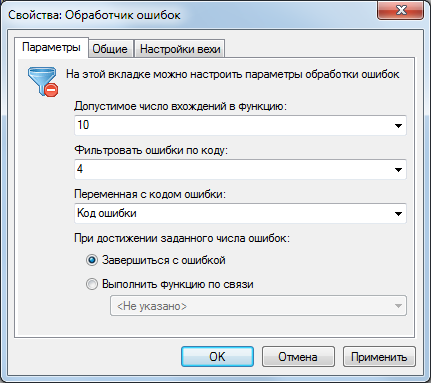 Свойства: Обработчик ошибок
Параметры Общие Настройки вехи
На этой вкладке можно настроить параметры обработки ошибок
Допустимое число вхождений в функцию:
10
Фильтровать ошибки по коду:
4
Переменная с кодом ошибки:
Код ошибки
При достижении заданного числа ошибок:
Завершиться с ошибкой
Выполнить функцию по связи
<Не указано>
OK Отмена Применить